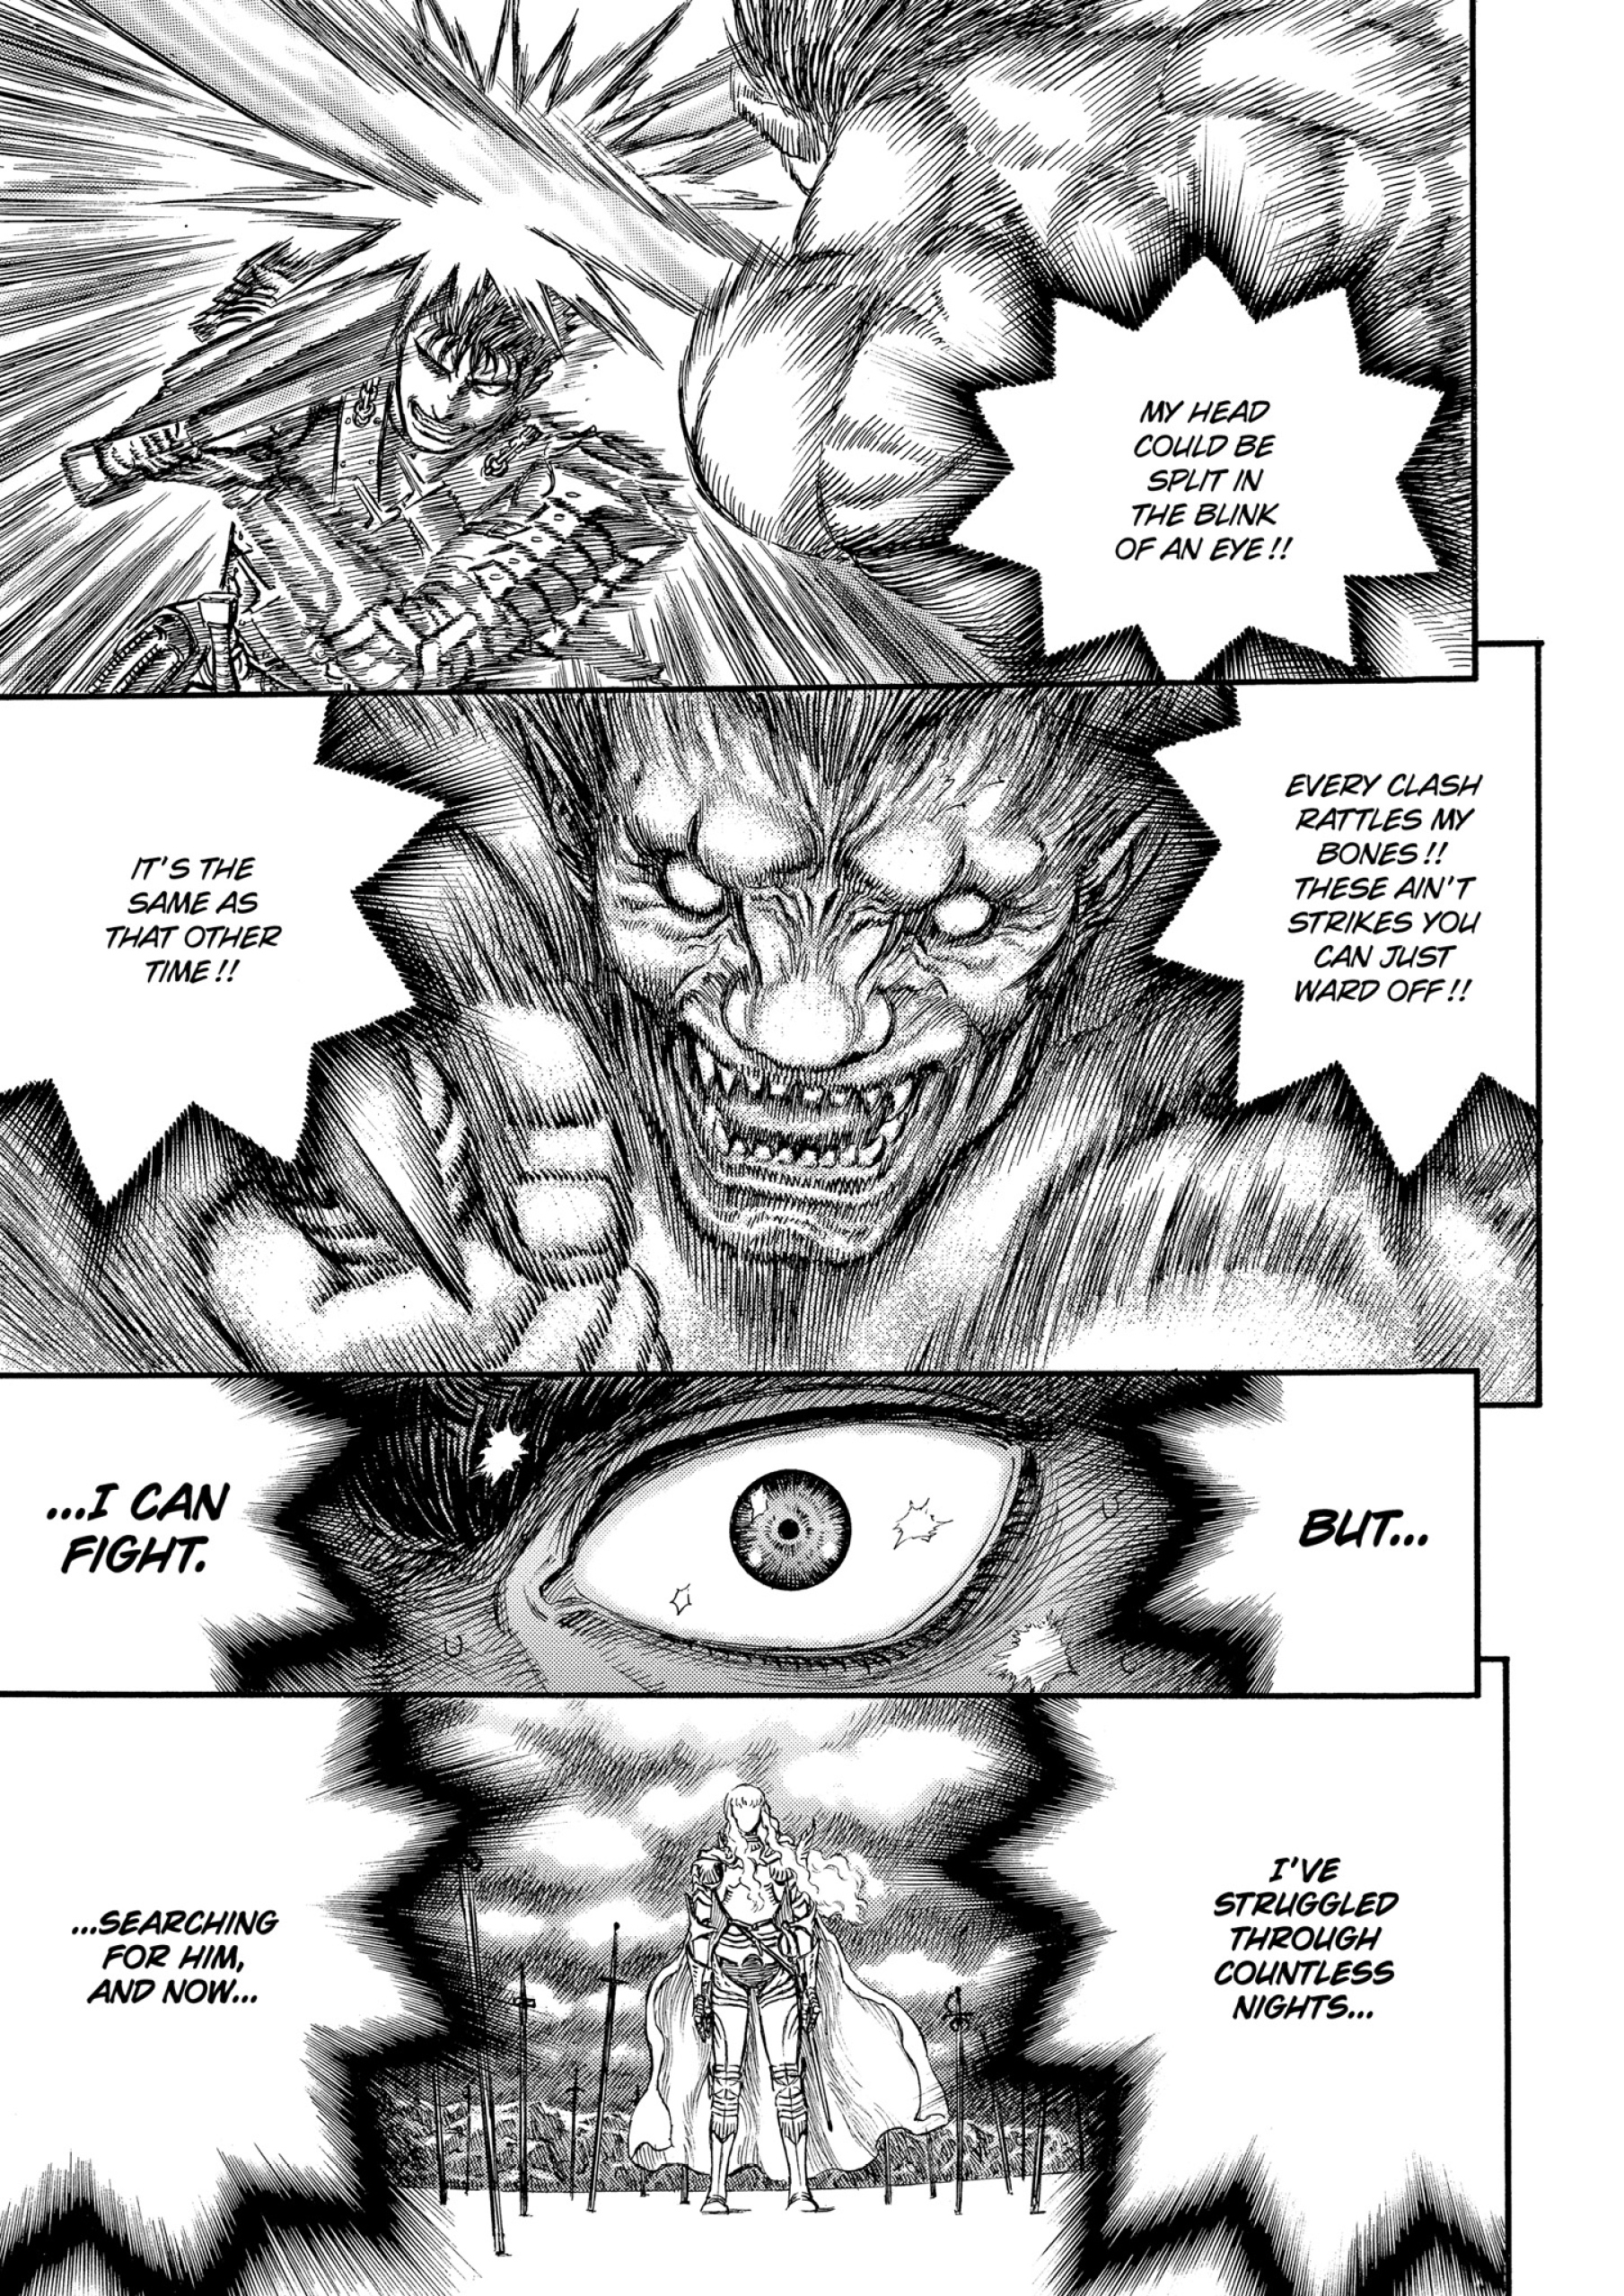 MY HEAD
COULD BE
SPLIT IN
THE BLINK
OF AN EYE!!
EVERY CLASH
RATTLES MY
BONES!!
THESE AIN'T
STRIKES YOU
CAN JUST
WARD OFF!!
IT'S THE
SAME AS
THAT OTHER
TIME!!
BUT...
...I CAN
FIGHT.
I'VE
STRUGGLED
THROUGH
COUNTLESS
NIGHTS...
...SEARCHING
FOR HIM,
AND NOW...